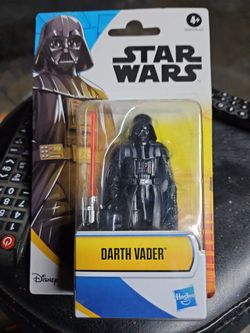 4+
STAR
WARS
DARTH VADER
Disney
Hasbro